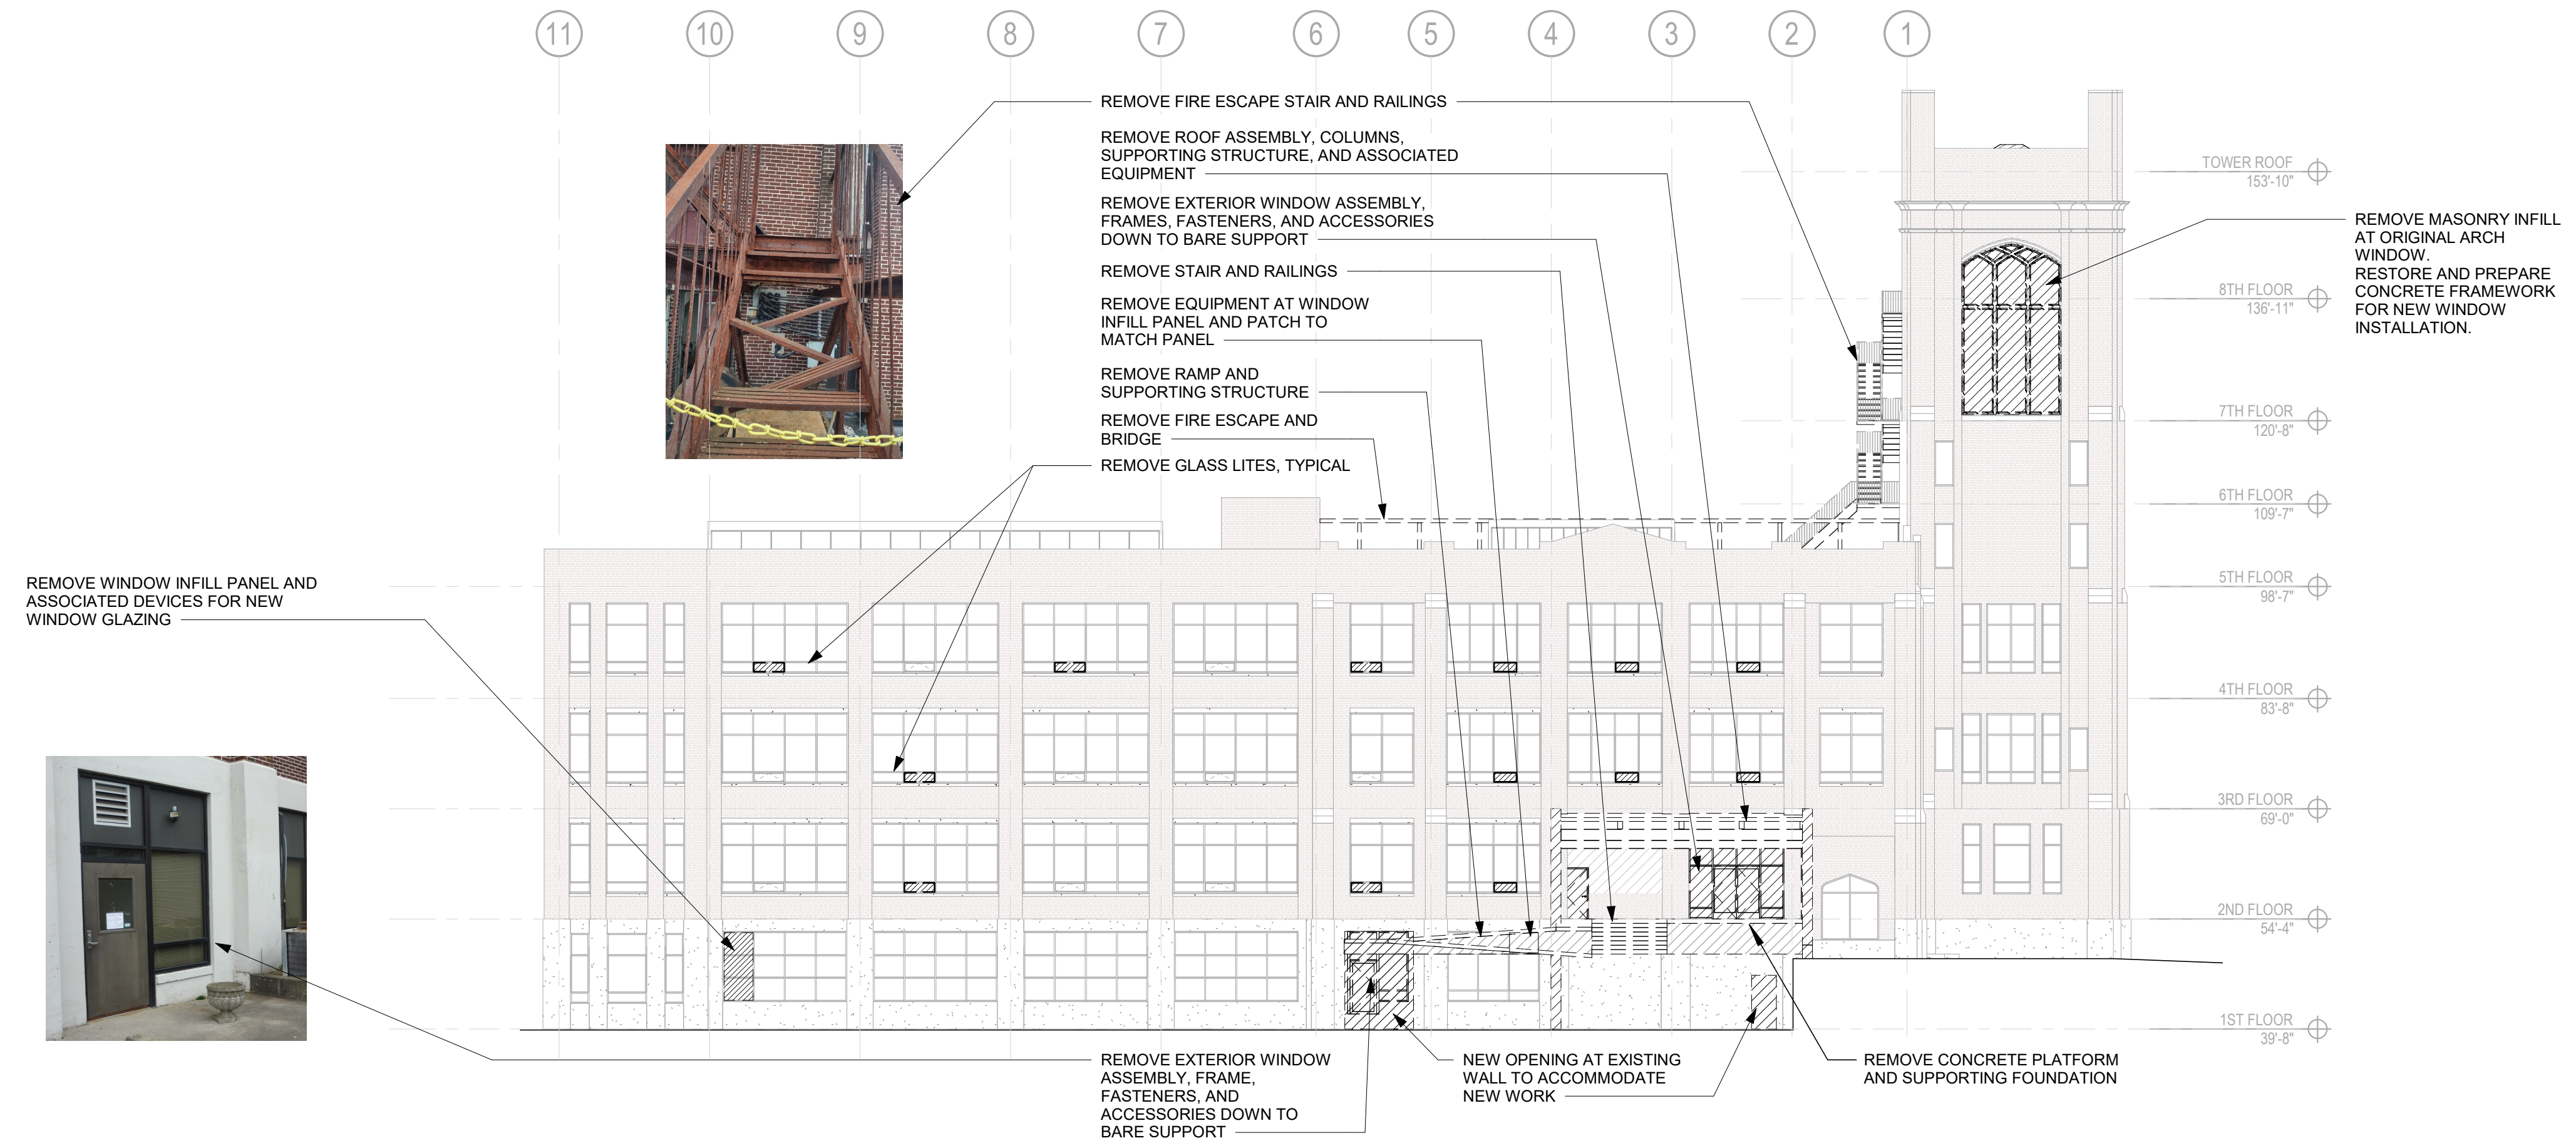 11 10 9 8 7 6 5 4 3 2 1
REMOVE FIRE ESCAPE STAIR AND RAILINGS
REMOVE ROOF ASSEMBLY, COLUMNS,
SUPPORTING STRUCTURE, AND ASSOCIATED
EQUIPMENT
REMOVE EXTERIOR WINDOW ASSEMBLY,
FRAMES, FASTENERS, AND ACCESSORIES
DOWN TO BARE SUPPORT
REMOVE STAIR AND RAILINGS
REMOVE EQUIPMENT AT WINDOW
INFILL PANEL AND PATCH TO
MATCH PANEL
REMOVE RAMP AND
SUPPORTING STRUCTURE
REMOVE FIRE ESCAPE AND
BRIDGE
REMOVE GLASS LITES, TYPICAL
TOWER ROOF
153'-10"
8TH FLOOR
136'-11"
7TH FLOOR
120'-8"
6TH FLOOR
109'-7"
5TH FLOOR
98'-7"
4TH FLOOR
83'-8"
3RD FLOOR
69'-0"
2ND FLOOR
54'-4"
1ST FLOOR
39'-8"
REMOVE MASONRY INFILL
AT ORIGINAL ARCH
WINDOW.
RESTORE AND PREPARE
CONCRETE FRAMEWORK
FOR NEW WINDOW
INSTALLATION.
REMOVE WINDOW INFILL PANEL AND
ASSOCIATED DEVICES FOR NEW
WINDOW GLAZING
REMOVE EXTERIOR WINDOW
ASSEMBLY, FRAME,
FASTENERS, AND
ACCESSORIES DOWN TO
BARE SUPPORT
NEW OPENING AT EXISTING
WALL TO ACCOMMODATE
NEW WORK
REMOVE CONCRETE PLATFORM
AND SUPPORTING FOUNDATION